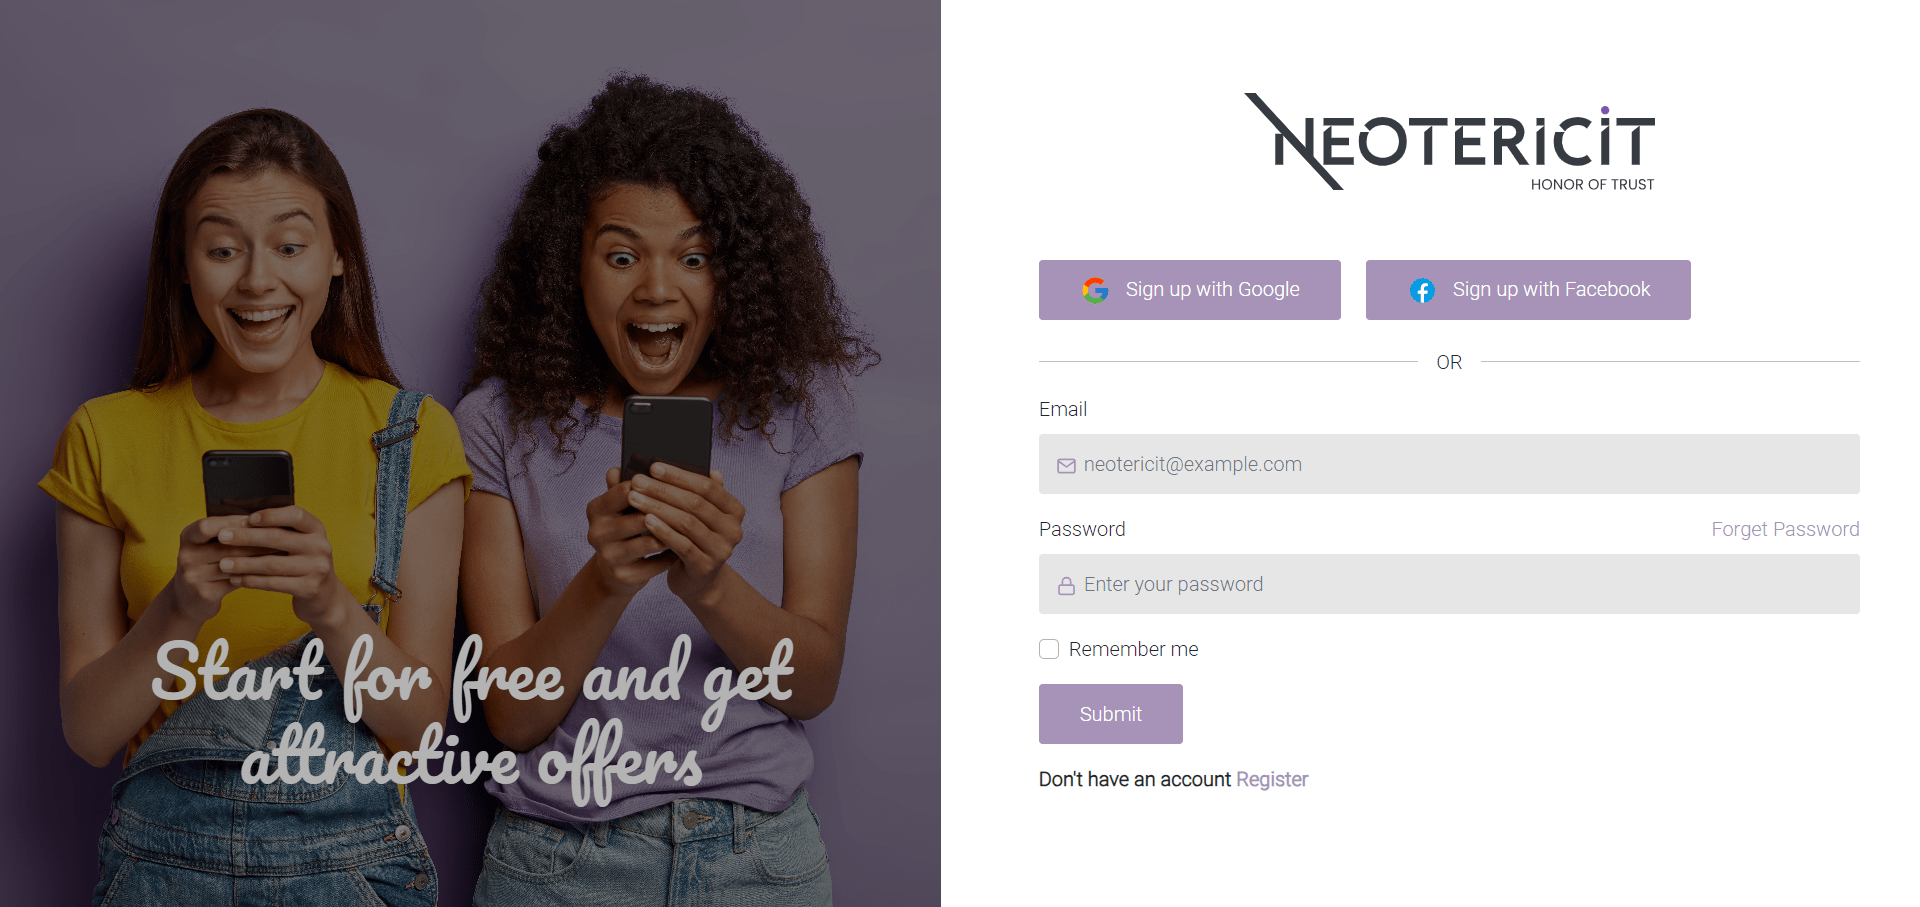 Start for free and get
attractive offers
NEOTERICIT
HONOR OF TRUST
Sign up with Google
Sign up with Facebook
OR
Email
neotericit@example.com
Password
Forget Password
Enter your password
Remember me
Submit
Don't have an account Register